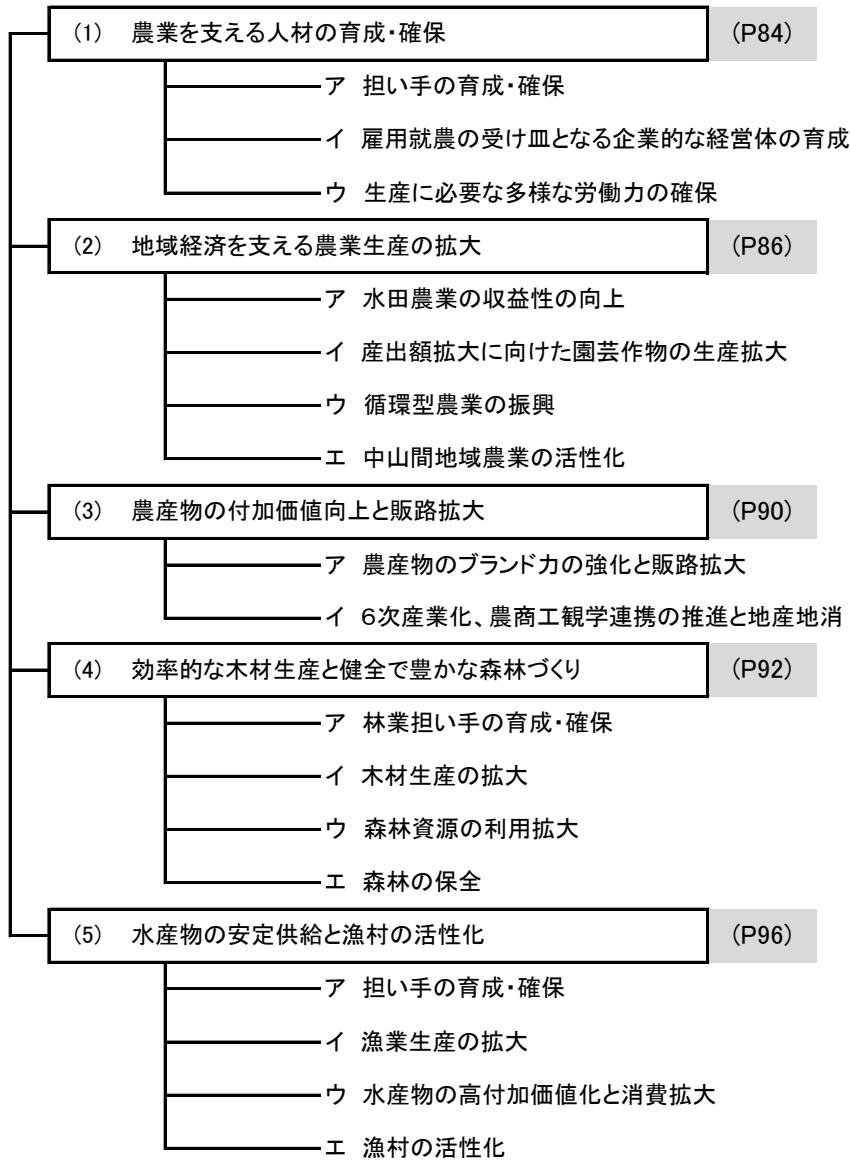 (1) 農業を支える人材の育成・確保 (P84)
ア 担い手の育成・確保
イ 雇用就農の受け皿となる企業的な経営体の育成
ウ 生産に必要な多様な労働力の確保
(2) 地域経済を支える農業生産の拡大 (P86)
ア 水田農業の収益性の向上
イ 産出額拡大に向けた園芸作物の生産拡大
ウ 循環型農業の振興
エ 中山間地域農業の活性化
(3) 農産物の付加価値向上と販路拡大 (P90)
ア 農産物のブランド力の強化と販路拡大
イ 6次産業化、農商工観学連携の推進と地産地消
(4) 効率的な木材生産と健全で豊かな森林づくり (P92)
ア 林業担い手の育成・確保
イ 木材生産の拡大
ウ 森林資源の利用拡大
エ 森林の保全
(5) 水産物の安定供給と漁村の活性化 (P96)
ア 担い手の育成・確保
イ 漁業生産の拡大
ウ 水産物の高付加価値化と消費拡大
エ 漁村の活性化